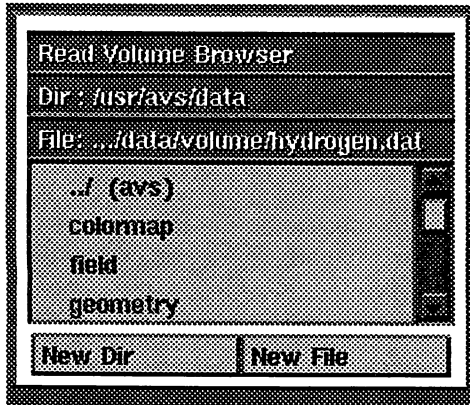 Read Volume Browser
Dir : /usr/avs/data
File: .../data/volume/hydrogen.dat
../ (avs)
colormap
field
geometry
New Dir New File